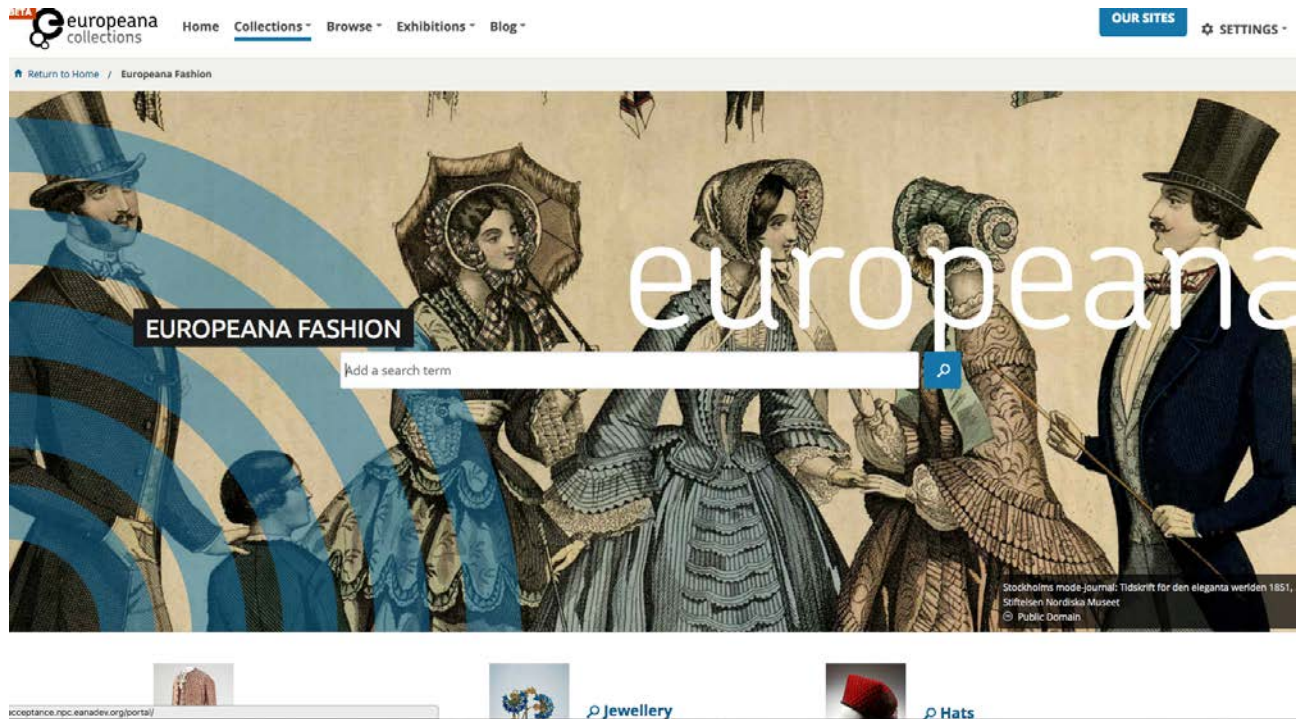 europeana
collections
Home Collections Browse Exhibitions Blog
OUR SITES
SETTINGS
Return to Home / Europeana Fashion
europeana
EUROPEANA FASHION
Add a search term
Stockholms mode-journal: Tidskrift för den eleganta werlden 1851,
Stiftelsen Nordiska Museet
Public Domain
acceptance.npc.eanadev.org/portal/
Jewellery
Hats